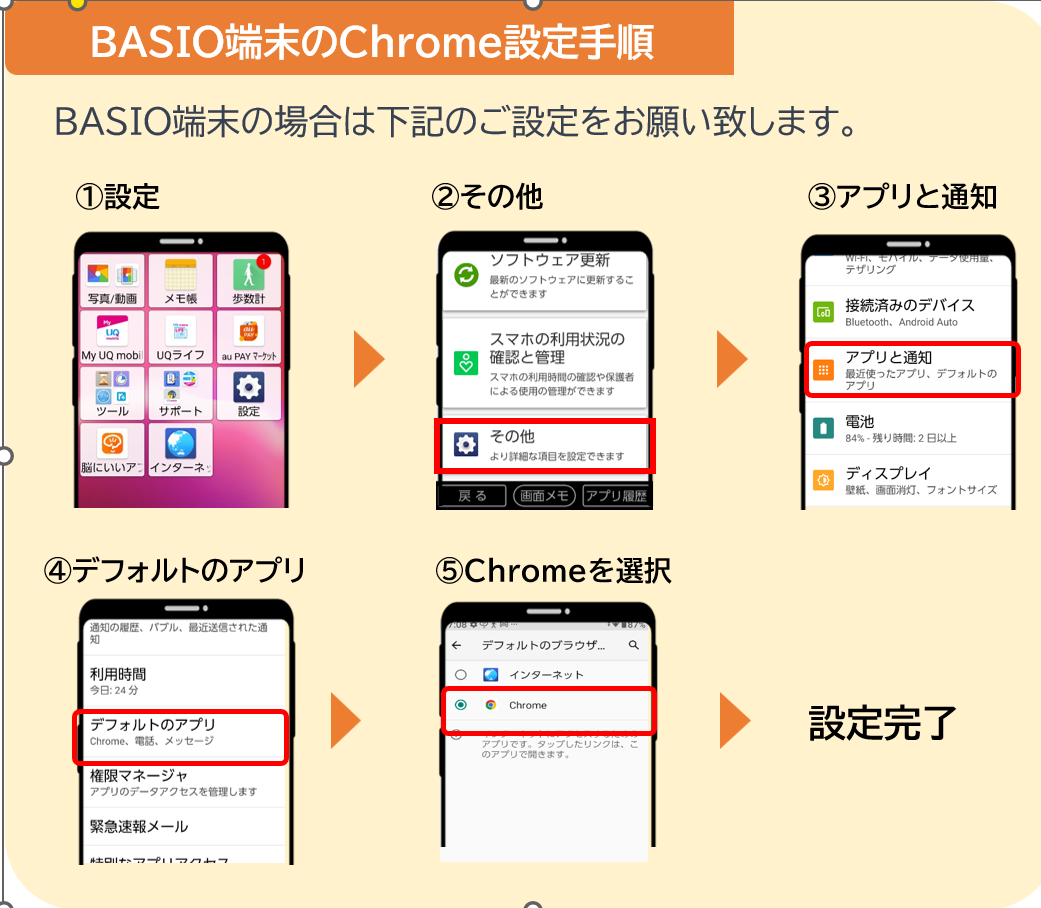 BASIO端末のChrome設定手順
BASIO端末の場合は下記のご設定をお願い致します。
①設定
写真/動画
メモ帳
1
歩数計
My UQ mobil
UQライフ
au PAY マーケット
ツール
サポート
設定
脳にいいア
インターネッ
②その他
ソフトウェア更新
最新のソフトウェアに更新するこ
とができます
スマホの利用状況の
確認と管理
スマホの利用時間の確認や保護者
による使用の管理ができます
その他
より詳細な項目を設定できます
戻る
画面メモ
アプリ履歴
③アプリと通知
Wi-Fi、モバイル、データ使用量、
テザリング
接続済みのデバイス
Bluetooth、Android Auto
アプリと通知
最近使ったアプリ、デフォルトの
アプリ
電池
84% - 残り時間: 2 日以上
ディスプレイ
壁紙、画面消灯、フォントサイズ
④デフォルトのアプリ
通知の履歴、バブル、最近送信された通
知
利用時間
今日: 24 分
デフォルトのアプリ
Chrome、電話、メッセージ
権限マネージャ
アプリのデータアクセスを管理します
緊急速報メール
特別なアプリアクセス
⑤Chromeを選択
7:08
87%
デフォルトのブラウザ...
インターネット
Chrome
アプリです。タップしたリンクは、こ
のアプリで開きます。
設定完了